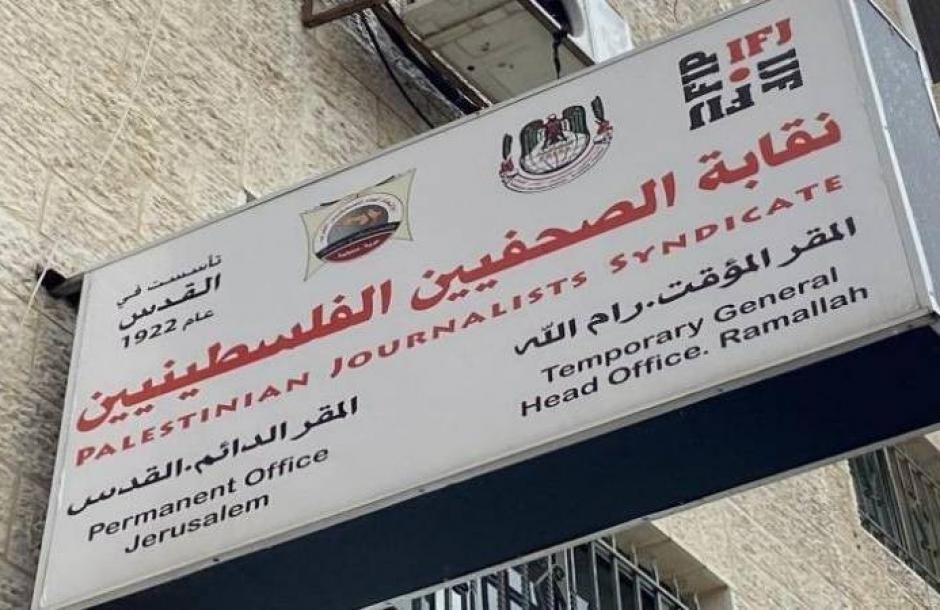 FIP IFJ
نقابة الصحفيين الفلسطينيين
PALESTINIAN JOURNALISTS SYNDICATE
تأسست في
القدس
عام 1922
المقر المؤقت.رام الله
Temporary General
Head Office. Ramallah
المقر الدائم.القدس
Permanent Office
Jerusalem